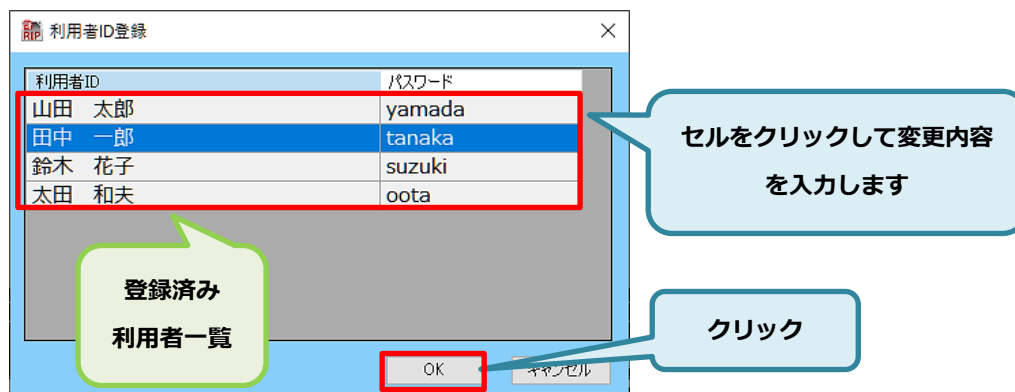 利用者ID登録
利用者ID パスワード
山田　太郎 yamada
田中　一郎 tanaka
鈴木　花子 suzuki
太田　和夫 oota
セルをクリックして変更内容
を入力します
登録済み
利用者一覧
クリック
OK キャンセル